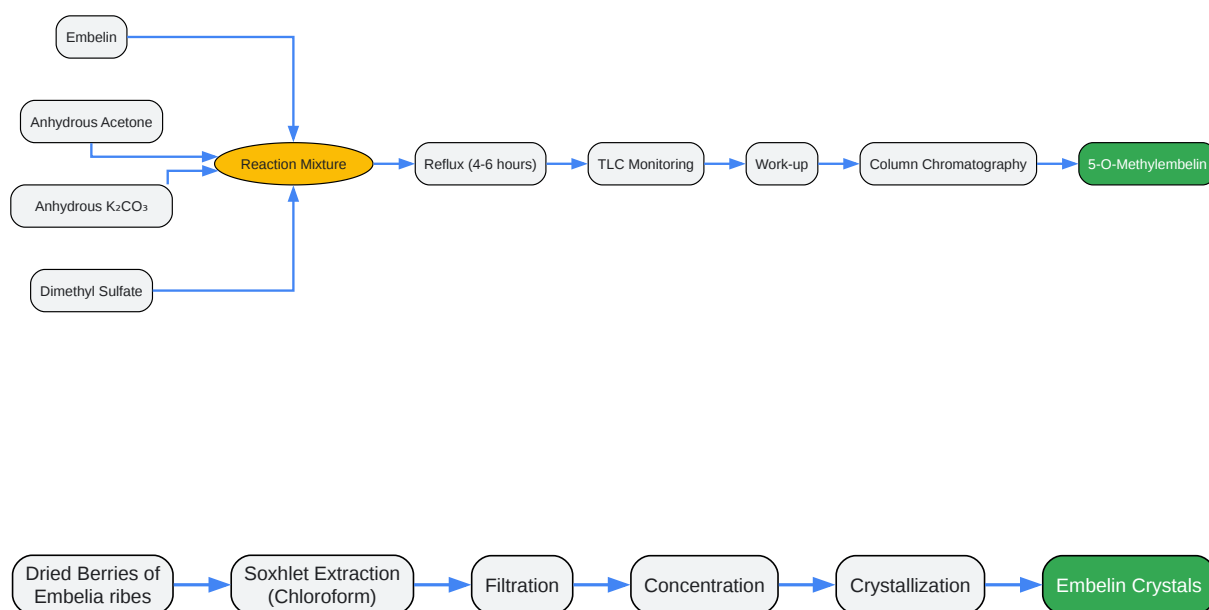 Embelin
Anhydrous Acetone
Reaction Mixture
Reflux (4-6 hours)
TLC Monitoring
Work-up
Column Chromatography
5-O-Methylembelin
Anhydrous K₂CO₃
Dimethyl Sulfate
Dried Berries of
Embelia ribes
Soxhlet Extraction
(Chloroform)
Filtration
Concentration
Crystallization
Embelin Crystals